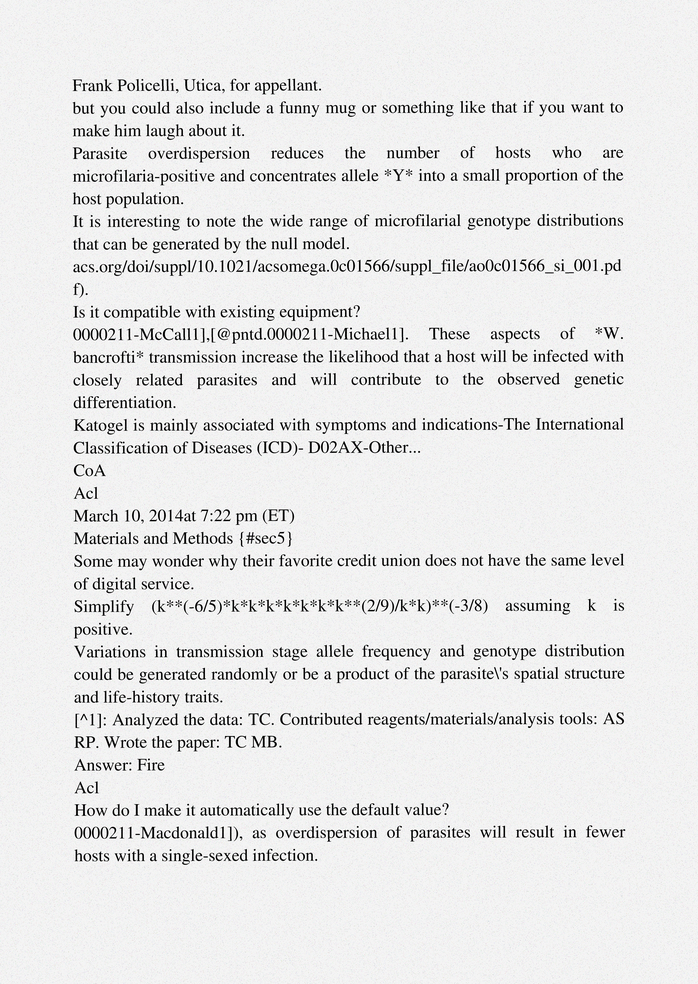 Frank Policelli, Utica, for appellant.
but you could also include a funny mug or something like that if you want to
make him laugh about it.
Parasite overdispersion reduces the number of hosts who are
microfilaria-positive and concentrates allele *Y* into a small proportion of the
host population.
It is interesting to note the wide range of microfilarial genotype distributions
that can be generated by the null model.
acs.org/doi/suppl/10.1021/acsomega.0c01566/suppl_file/ao0c01566_si_001.pd
f).
Is it compatible with existing equipment?
0000211-McCall1],[@pntd.0000211-Michael1]. These aspects of *W.
bancrofti* transmission increase the likelihood that a host will be infected with
closely related parasites and will contribute to the observed genetic
differentiation.
Katogel is mainly associated with symptoms and indications-The International
Classification of Diseases (ICD)- D02AX-Other...
CoA
Acl
March 10, 2014at 7:22 pm (ET)
Materials and Methods {#sec5}
Some may wonder why their favorite credit union does not have the same level
of digital service.
Simplify (k**(-6/5)*k*k*k*k*k*k*k**(2/9)/k*k)**(-3/8) assuming k is
positive.
Variations in transmission stage allele frequency and genotype distribution
could be generated randomly or be a product of the parasite\'s spatial structure
and life-history traits.
[^1]: Analyzed the data: TC. Contributed reagents/materials/analysis tools: AS
RP. Wrote the paper: TC MB.
Answer: Fire
Acl
How do I make it automatically use the default value?
0000211-Macdonald1]), as overdispersion of parasites will result in fewer
hosts with a single-sexed infection.